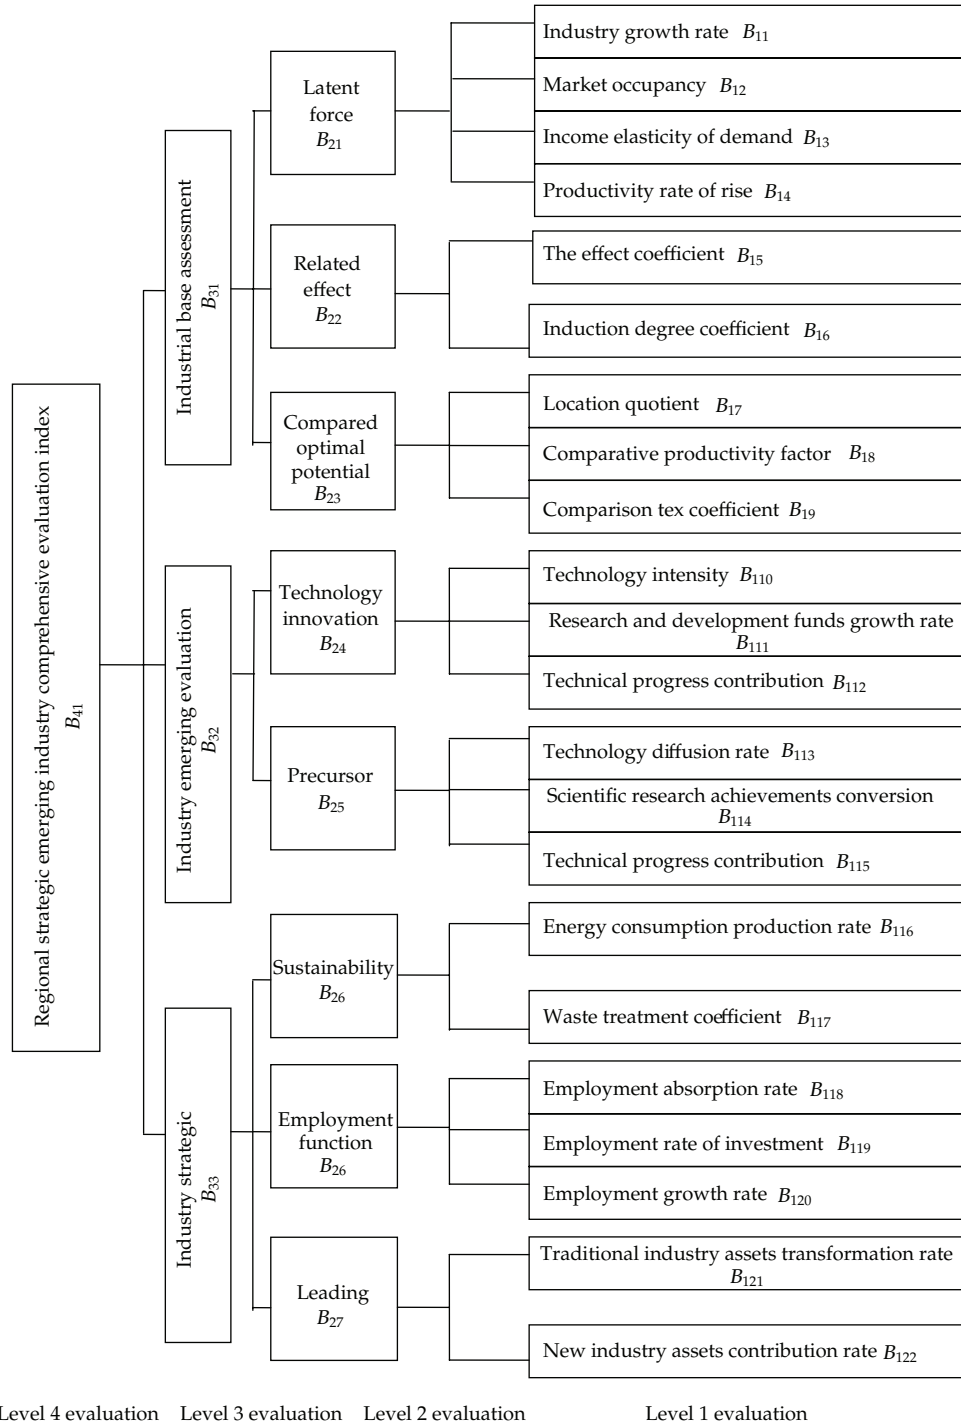 Regional strategic emerging industry comprehensive evaluation index
B41
Industrial base assessment
B31
Industry emerging evaluation
B32
Industry strategic
B33
Latent
force
B21
Related
effect
B22
Compared
optimal
potential
B23
Technology
innovation
B24
Precursor
B25
Sustainability
B26
Employment
function
B26
Leading
B27
Industry growth rate B11
Market occupancy B12
Income elasticity of demand B13
Productivity rate of rise B14
The effect coefficient B15
Induction degree coefficient B16
Location quotient B17
Comparative productivity factor B18
Comparison tex coefficient B19
Technology intensity B110
Research and development funds growth rate
B111
Technical progress contribution B112
Technology diffusion rate B113
Scientific research achievements conversion
B114
Technical progress contribution B115
Energy consumption production rate B116
Waste treatment coefficient B117
Employment absorption rate B118
Employment rate of investment B119
Employment growth rate B120
Traditional industry assets transformation rate
B121
New industry assets contribution rate B122
Level 4 evaluation Level 3 evaluation Level 2 evaluation Level 1 evaluation